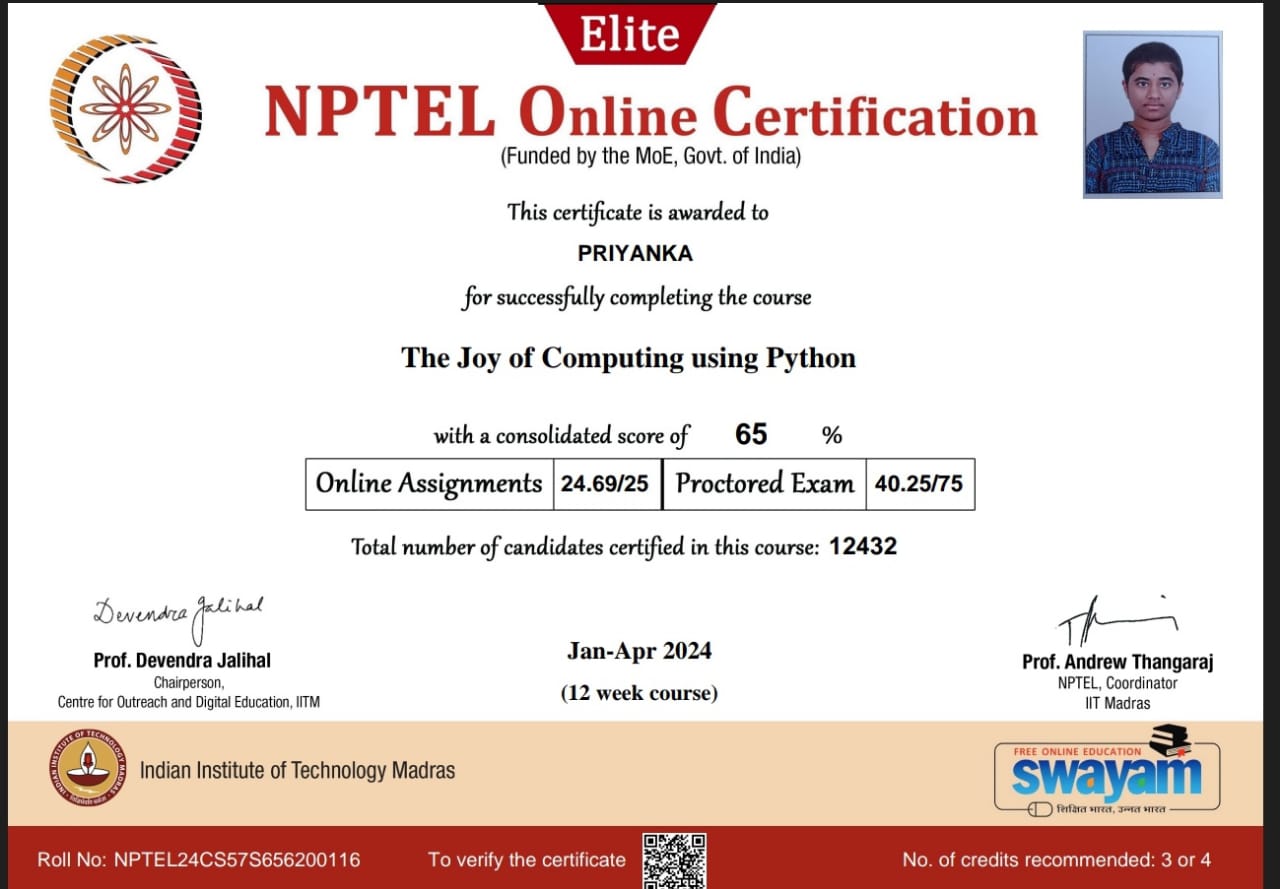 Elite
NPTEL Online Certification
(Funded by the MoE, Govt. of India)
This certificate is awarded to
PRIYANKA
for successfully completing the course
The Joy of Computing using Python
with a consolidated score of 65 %
Online Assignments 24.69/25 Proctored Exam 40.25/75
Total number of candidates certified in this course: 12432
Devendra Jalihal
Prof. Devendra Jalihal
Chairperson,
Centre for Outreach and Digital Education, IITM
Jan-Apr 2024
(12 week course)
Prof. Andrew Thangaraj
NPTEL, Coordinator
IIT Madras
INDIAN INSTITUTE OF TECHNOLOGY MADRAS
Indian Institute of Technology Madras
FREE ONLINE EDUCATION
swayam
शिक्षित भारत, उन्नत भारत
Roll No: NPTEL24CS57S656200116
To verify the certificate
No. of credits recommended: 3 or 4